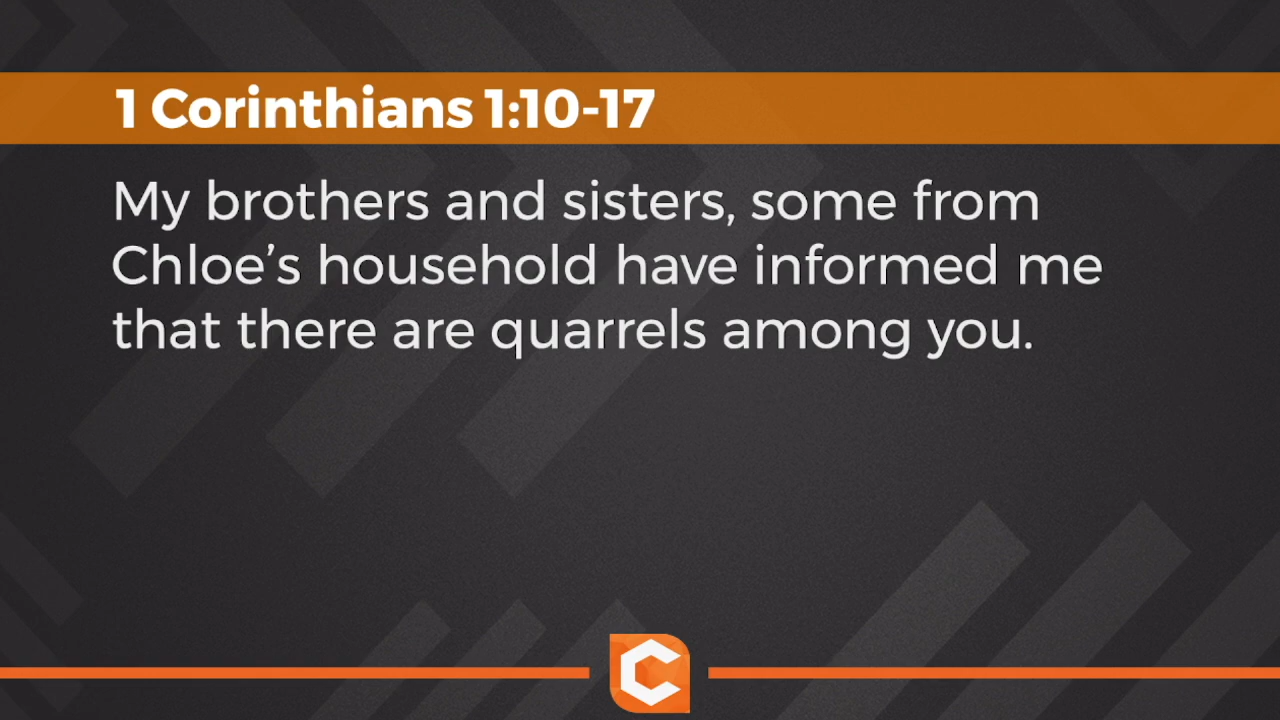 1 Corinthians 1:10-17
My brothers and sisters, some from
Chloe’s household have informed me
that there are quarrels among you.
C